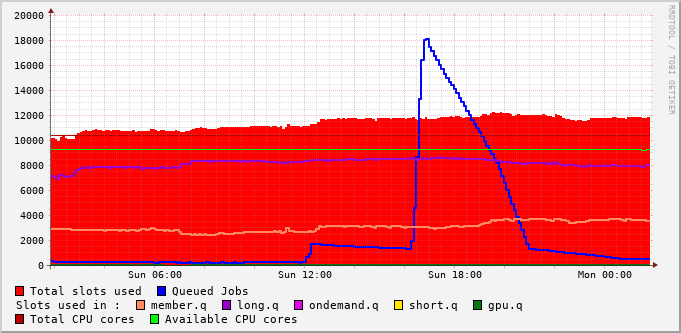 RRDTOOL / TOBI OETIKER
20000
18000
16000
14000
12000
10000
8000
6000
4000
2000
0
Sun 06:00 Sun 12:00 Sun 18:00 Mon 00:00
Total slots used Queued Jobs
Slots used in : member.q long.q ondemand.q short.q gpu.q
Total CPU cores Available CPU cores